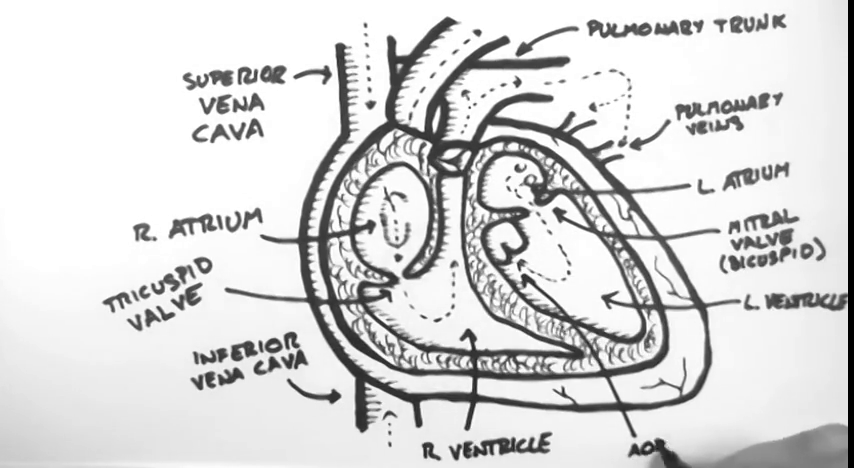 PULMONARY TRUNK
SUPERIOR
VENA
CAVA
PULMONARY
VEINS
L. ATRIUM
R. ATRIUM
MITRAL
VALVE
(BICUSPID)
TRICUSPID
VALVE
L. VENTRICLE
INFERIOR
VENA CAVA
R. VENTRICLE
AOR